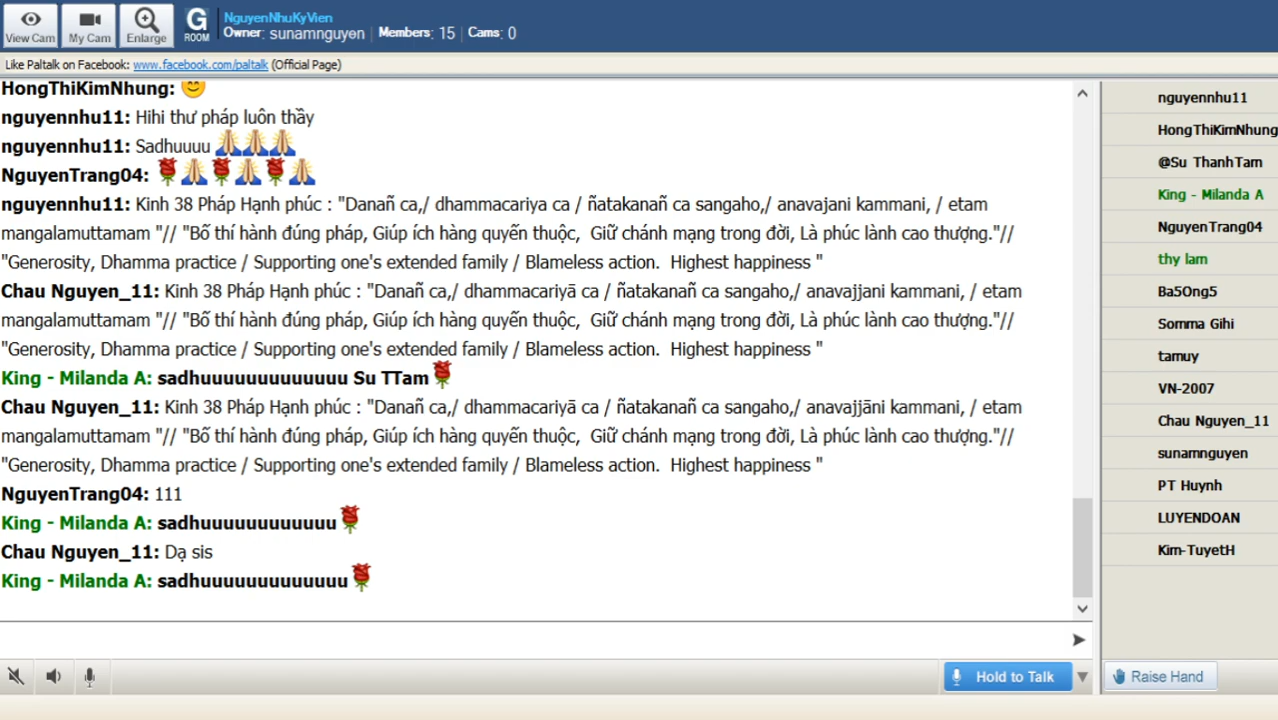 View Cam
My Cam
Enlarge
G
ROOM
NguyenNhuKyVien
Owner: sunamnguyen | Members: 15 | Cams: 0
Like Paltalk on Facebook: www.facebook.com/paltalk (Official Page)
HongThiKimNhung: 😊
nguyennhu11: Hihi thư pháp luôn thầy
nguyennhu11: Sadhuuuu 🙏🙏🙏
NguyenTrang04: 🌹🙏🌹🙏🌹🙏
nguyennhu11: Kinh 38 Pháp Hạnh phúc : "Danañ ca,/ dhammacariya ca / ñatakanañ ca sangaho,/ anavajani kammani, / etam
mangalamuttamam "// "Bố thí hành đúng pháp, Giúp ích hàng quyến thuộc, Giữ chánh mạng trong đời, Là phúc lành cao thượng."//
"Generosity, Dhamma practice / Supporting one's extended family / Blameless action. Highest happiness "
Chau Nguyen_11: Kinh 38 Pháp Hạnh phúc : "Danañ ca,/ dhammacariyā ca / ñatakanañ ca sangaho,/ anavajjani kammani, / etam
mangalamuttamam "// "Bố thí hành đúng pháp, Giúp ích hàng quyến thuộc, Giữ chánh mạng trong đời, Là phúc lành cao thượng."//
"Generosity, Dhamma practice / Supporting one's extended family / Blameless action. Highest happiness "
King - Milanda A: sadhuuuuuuuuuuuuu Su TTam🌹
Chau Nguyen_11: Kinh 38 Pháp Hạnh phúc : "Danañ ca,/ dhammacariyā ca / ñatakanañ ca sangaho,/ anavajjāni kammani, / etam
mangalamuttamam "// "Bố thí hành đúng pháp, Giúp ích hàng quyến thuộc, Giữ chánh mạng trong đời, Là phúc lành cao thượng."//
"Generosity, Dhamma practice / Supporting one's extended family / Blameless action. Highest happiness "
NguyenTrang04: 111
King - Milanda A: sadhuuuuuuuuuuuu🌹
Chau Nguyen_11: Dạ sis
King - Milanda A: sadhuuuuuuuuuuuuu🌹
Hold to Talk
nguyennhu11
HongThiKimNhung
@Su ThanhTam
King - Milanda A
NguyenTrang04
thy lam
Ba5Ong5
Somma Gihi
tamuy
VN-2007
Chau Nguyen_11
sunamnguyen
PT Huynh
LUYENDOAN
Kim-TuyetH
Raise Hand